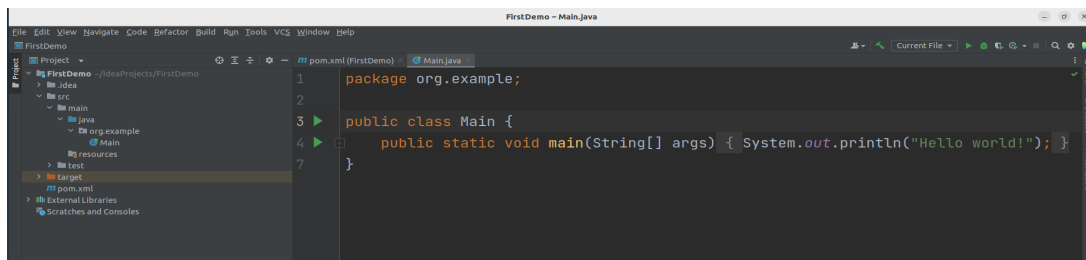 FirstDemo – Main.java
File Edit View Navigate Code Refactor Build Run Tools VCS Window Help
FirstDemo
Current File
Project
Project
pom.xml (FirstDemo)
Main.java
FirstDemo ~/IdeaProjects/FirstDemo
.idea
src
main
java
org.example
Main
resources
test
target
pom.xml
External Libraries
Scratches and Consoles
1 package org.example;
2
3 public class Main {
4 public static void main(String[] args) { System.out.println("Hello world!"); }
7 }